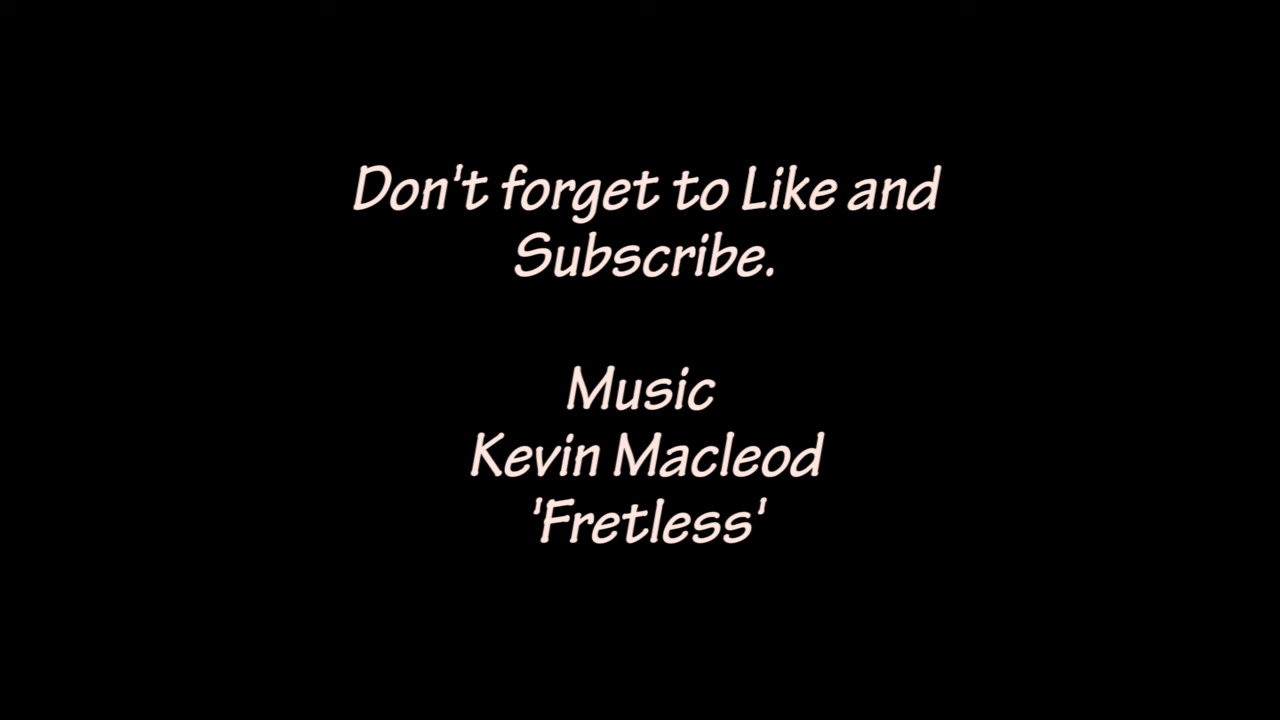 Don't forget to Like and
Subscribe.
Music
Kevin Macleod
'Fretless'